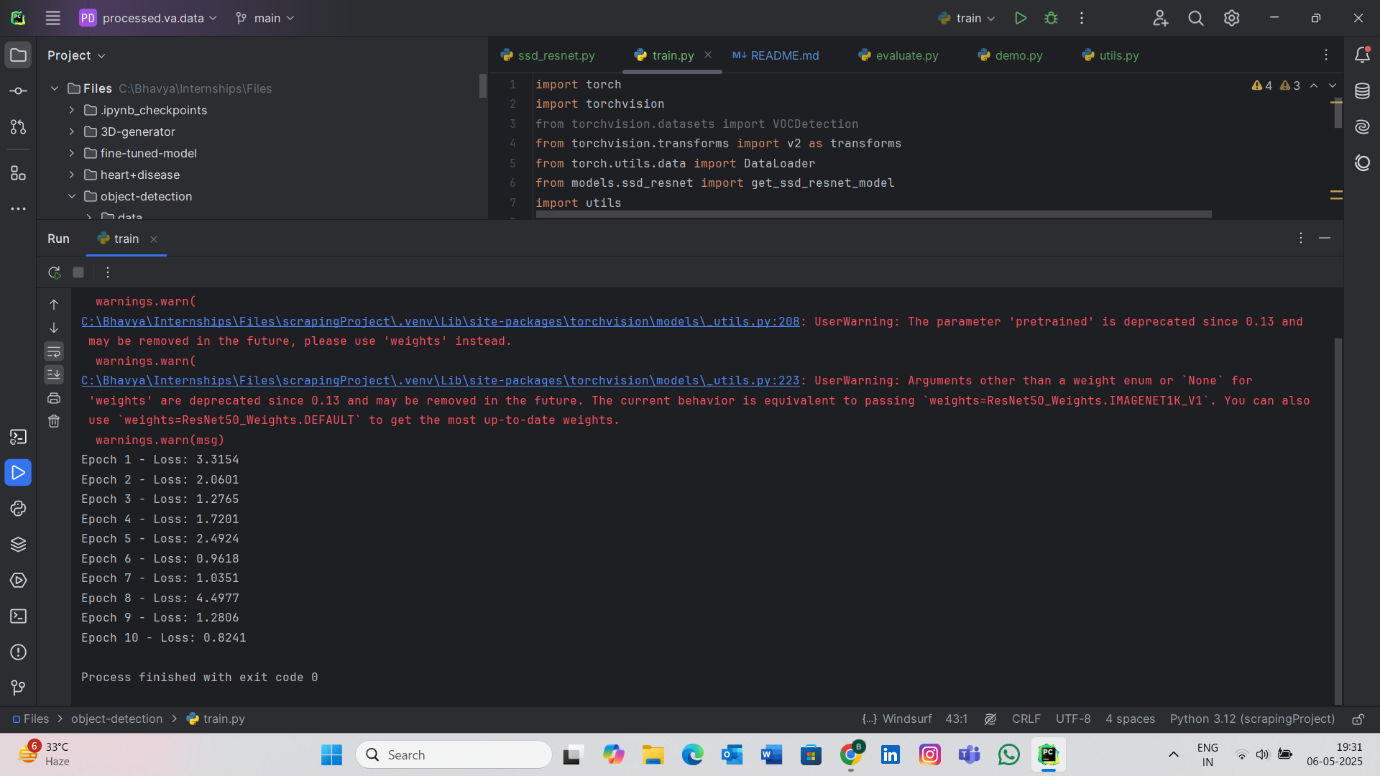 PC
PD processed.va.data
main
train
Project
Files C:\Bhavya\Internships\Files
.ipynb_checkpoints
3D-generator
fine-tuned-model
heart+disease
object-detection
data
ssd_resnet.py
train.py
M↓ README.md
evaluate.py
demo.py
utils.py
4 3
1 import torch
2 import torchvision
3 from torchvision.datasets import VOCDetection
4 from torchvision.transforms import v2 as transforms
5 from torch.utils.data import DataLoader
6 from models.ssd_resnet import get_ssd_resnet_model
7 import utils
Run train
warnings.warn(
C:\Bhavya\Internships\Files\scrapingProject\.venv\Lib\site-packages\torchvision\models\_utils.py:208: UserWarning: The parameter 'pretrained' is deprecated since 0.13 and
may be removed in the future, please use 'weights' instead.
warnings.warn(
C:\Bhavya\Internships\Files\scrapingProject\.venv\Lib\site-packages\torchvision\models\_utils.py:223: UserWarning: Arguments other than a weight enum or `None` for
'weights' are deprecated since 0.13 and may be removed in the future. The current behavior is equivalent to passing `weights=ResNet50_Weights.IMAGENET1K_V1`. You can also
use `weights=ResNet50_Weights.DEFAULT` to get the most up-to-date weights.
warnings.warn(msg)
Epoch 1 - Loss: 3.3154
Epoch 2 - Loss: 2.0601
Epoch 3 - Loss: 1.2765
Epoch 4 - Loss: 1.7201
Epoch 5 - Loss: 2.4924
Epoch 6 - Loss: 0.9618
Epoch 7 - Loss: 1.0351
Epoch 8 - Loss: 4.4977
Epoch 9 - Loss: 1.2806
Epoch 10 - Loss: 0.8241
Process finished with exit code 0
Files > object-detection > train.py
{...} Windsurf 43:1 CRLF UTF-8 4 spaces Python 3.12 (scrapingProject)
6
33°C
Haze
Search
B
PC
ENG
IN
19:31
06-05-2025